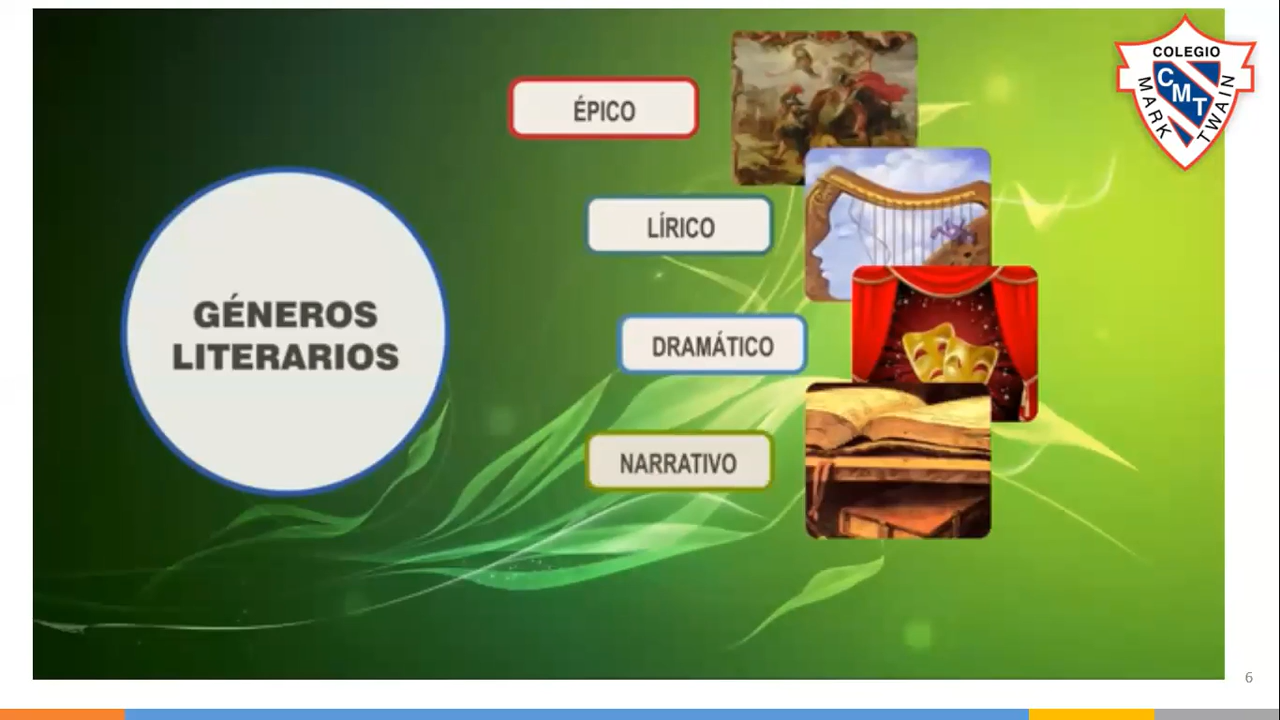 GÉNEROS
LITERARIOS
ÉPICO
LÍRICO
DRAMÁTICO
NARRATIVO
COLEGIO
MARK
CMT
TWAIN
6